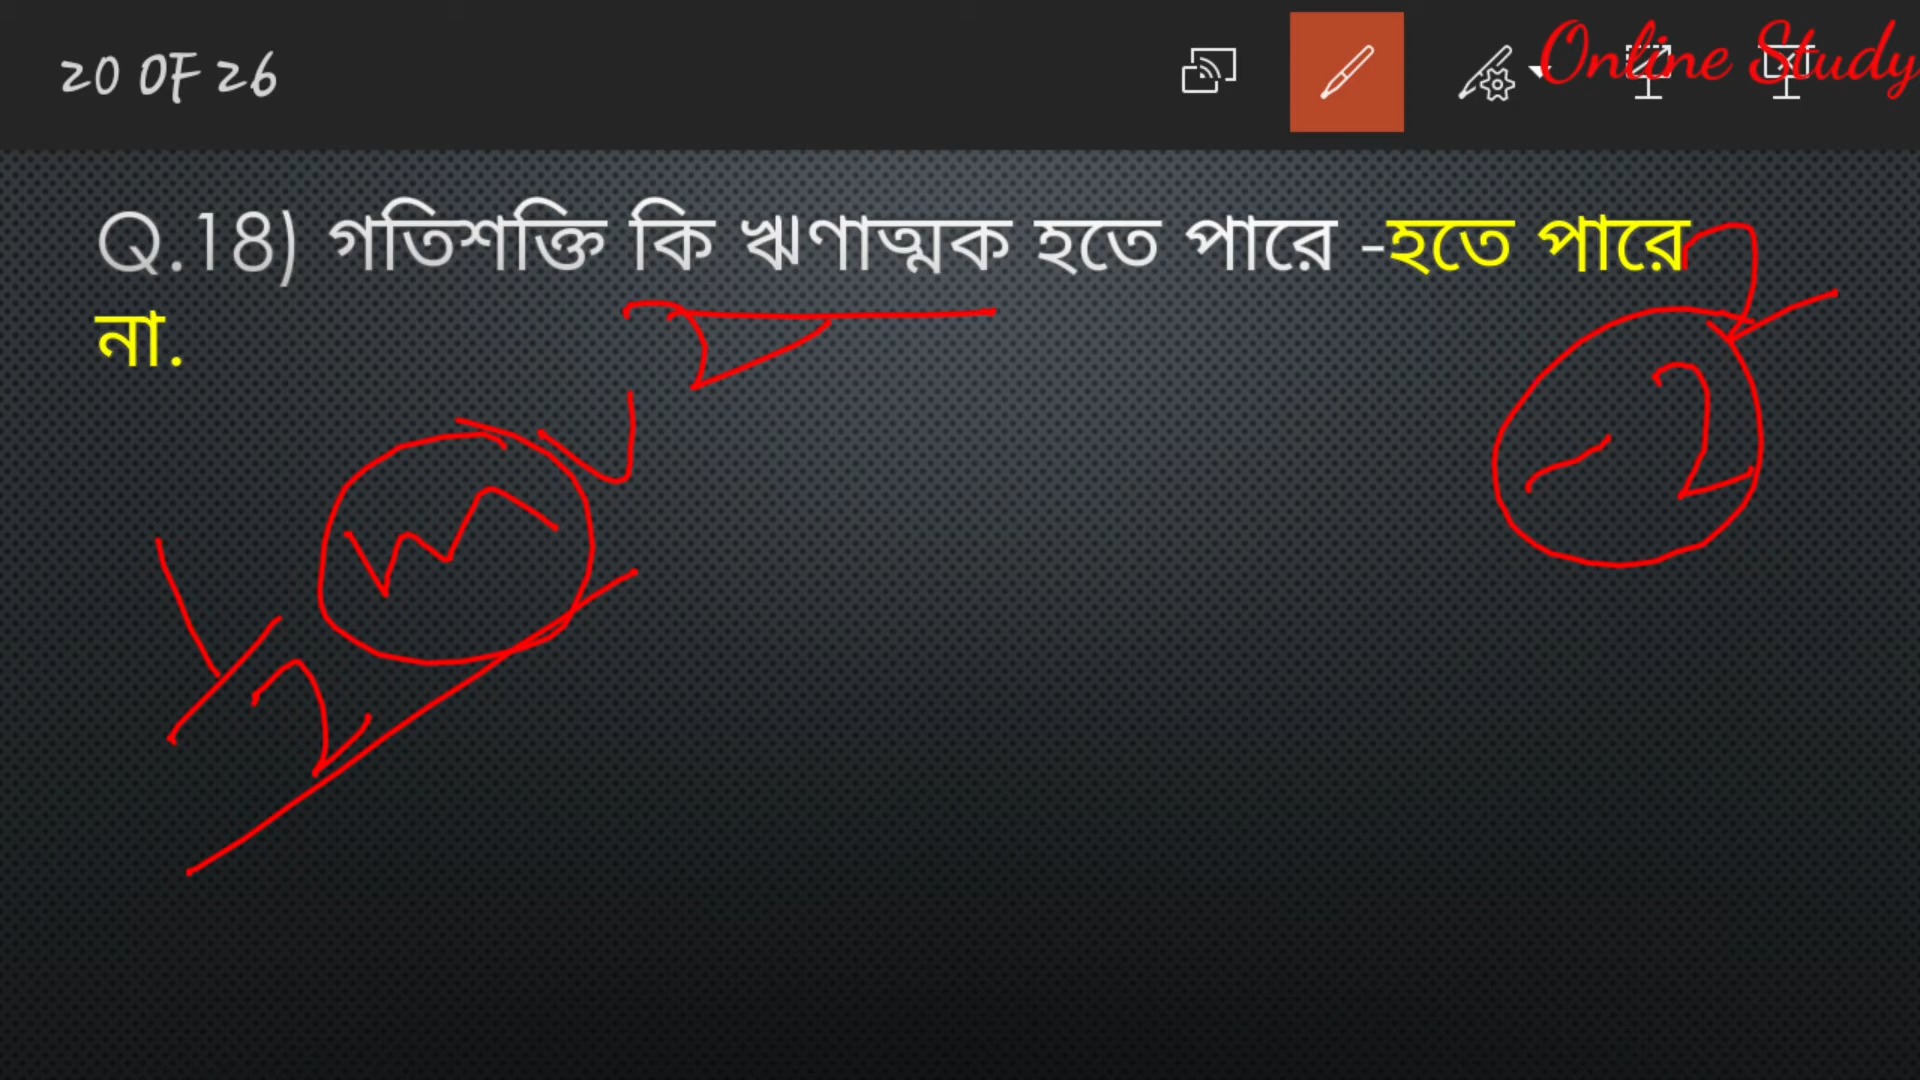 20 OF 26
Online Study
Q.18) গতিশক্তি কি ঋণাত্মক হতে পারে -হতে পারে
না.